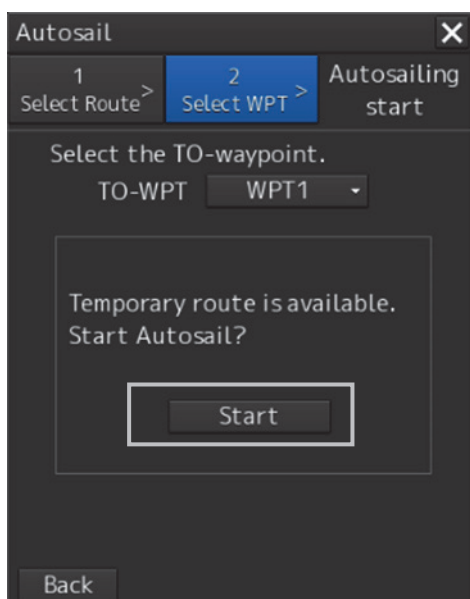 Autosail
1
Select Route >
2
Select WPT >
Autosailing
start
Select the TO-waypoint.
TO-WPT WPT1
Temporary route is available.
Start Autosail?
Start
Back